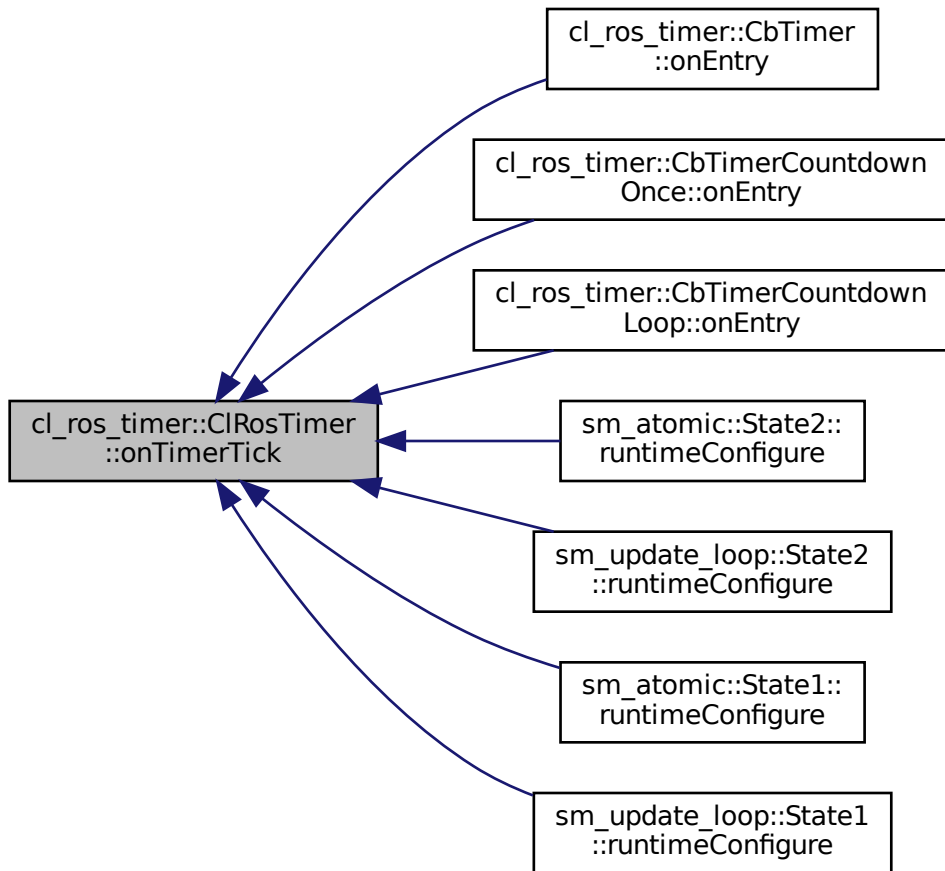 cl_ros_timer::CbTimer
::onEntry
cl_ros_timer::CbTimerCountdown
Once::onEntry
cl_ros_timer::CbTimerCountdown
Loop::onEntry
cl_ros_timer::ClRosTimer
::onTimerTick
sm_atomic::State2::
runtimeConfigure
sm_update_loop::State2
::runtimeConfigure
sm_atomic::State1::
runtimeConfigure
sm_update_loop::State1
::runtimeConfigure